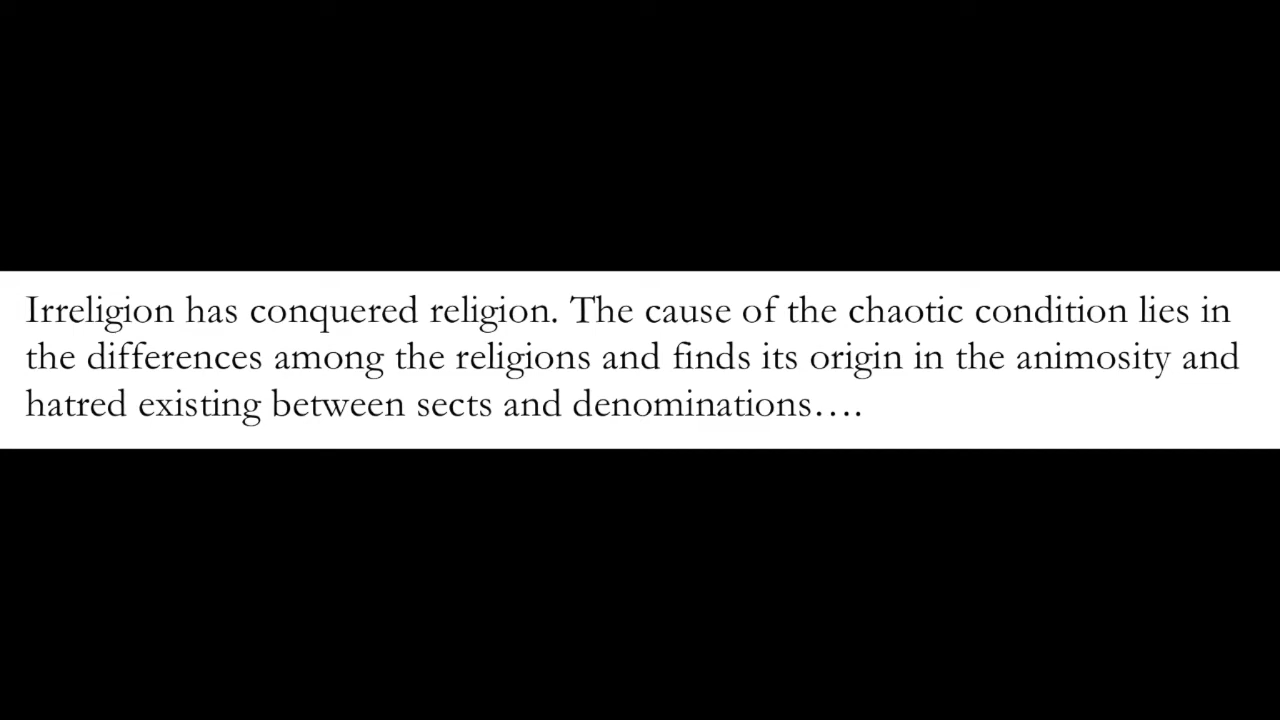 Irreligion has conquered religion. The cause of the chaotic condition lies in
the differences among the religions and finds its origin in the animosity and
hatred existing between sects and denominations….